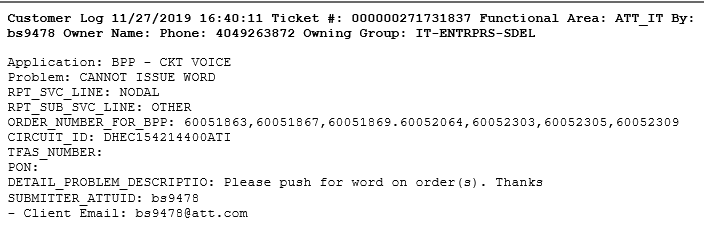 Customer Log 11/27/2019 16:40:11 Ticket #: 000000271731837 Functional Area: ATT_IT By:
bs9478 Owner Name: Phone: 4049263872 Owning Group: IT-ENTRPRS-SDEL
Application: BPP - CKT VOICE
Problem: CANNOT ISSUE WORD
RPT_SVC_LINE: NODAL
RPT_SUB_SVC_LINE: OTHER
ORDER_NUMBER_FOR_BPP: 60051863,60051867,60051869.60052064,60052303,60052305,60052309
CIRCUIT_ID: DHEC154214400ATI
TFAS_NUMBER:
PON:
DETAIL_PROBLEM_DESCRIPTIO: Please push for word on order(s). Thanks
SUBMITTER_ATTUID: bs9478
- Client Email: bs9478@att.com